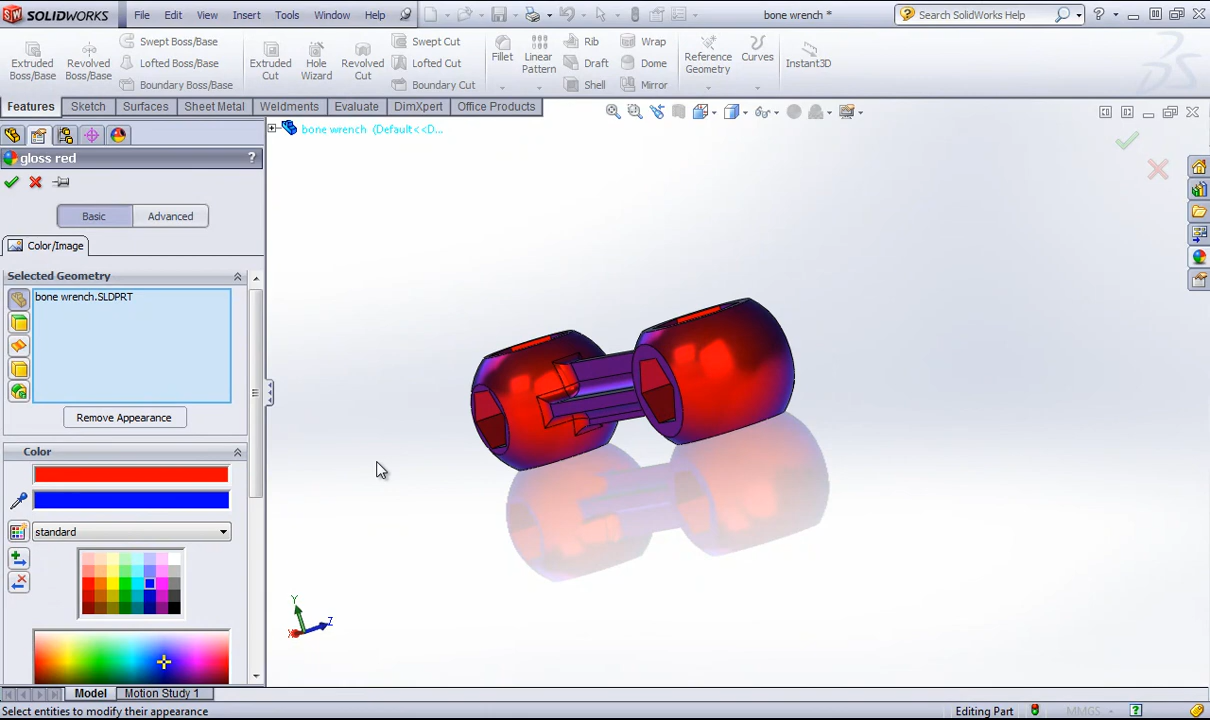 SOLIDWORKS File Edit View Insert Tools Window Help bone wrench * Search SolidWorks Help
Extruded Boss/Base
Revolved Boss/Base
Swept Boss/Base
Lofted Boss/Base
Boundary Boss/Base
Extruded Cut
Hole Wizard
Revolved Cut
Swept Cut
Lofted Cut
Boundary Cut
Fillet
Linear Pattern
Rib
Draft
Shell
Wrap
Dome
Mirror
Reference Geometry
Curves
Instant3D
Features Sketch Surfaces Sheet Metal Weldments Evaluate DimXpert Office Products
bone wrench (Default<<D...
gloss red ?
Basic Advanced
Color/Image
Selected Geometry
bone wrench.SLDPRT
Remove Appearance
Color
standard
Y
Z
X
Model Motion Study 1
Select entities to modify their appearance Editing Part MMGS